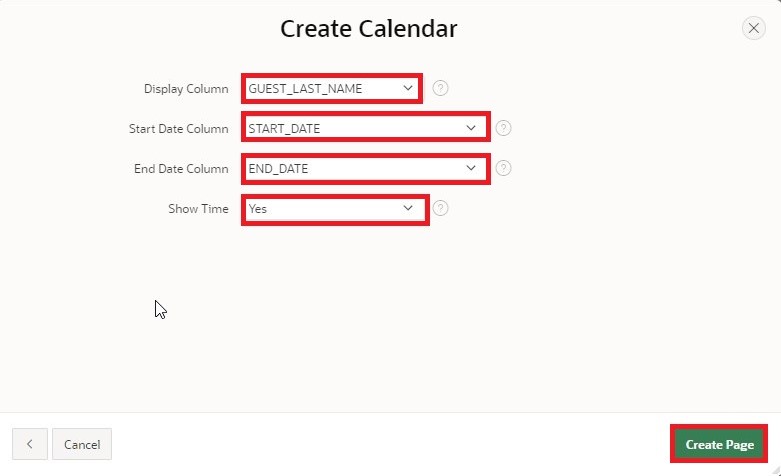 Create Calendar
Display Column GUEST_LAST_NAME ?
Start Date Column START_DATE ?
End Date Column END_DATE ?
Show Time Yes ?
Cancel Create Page